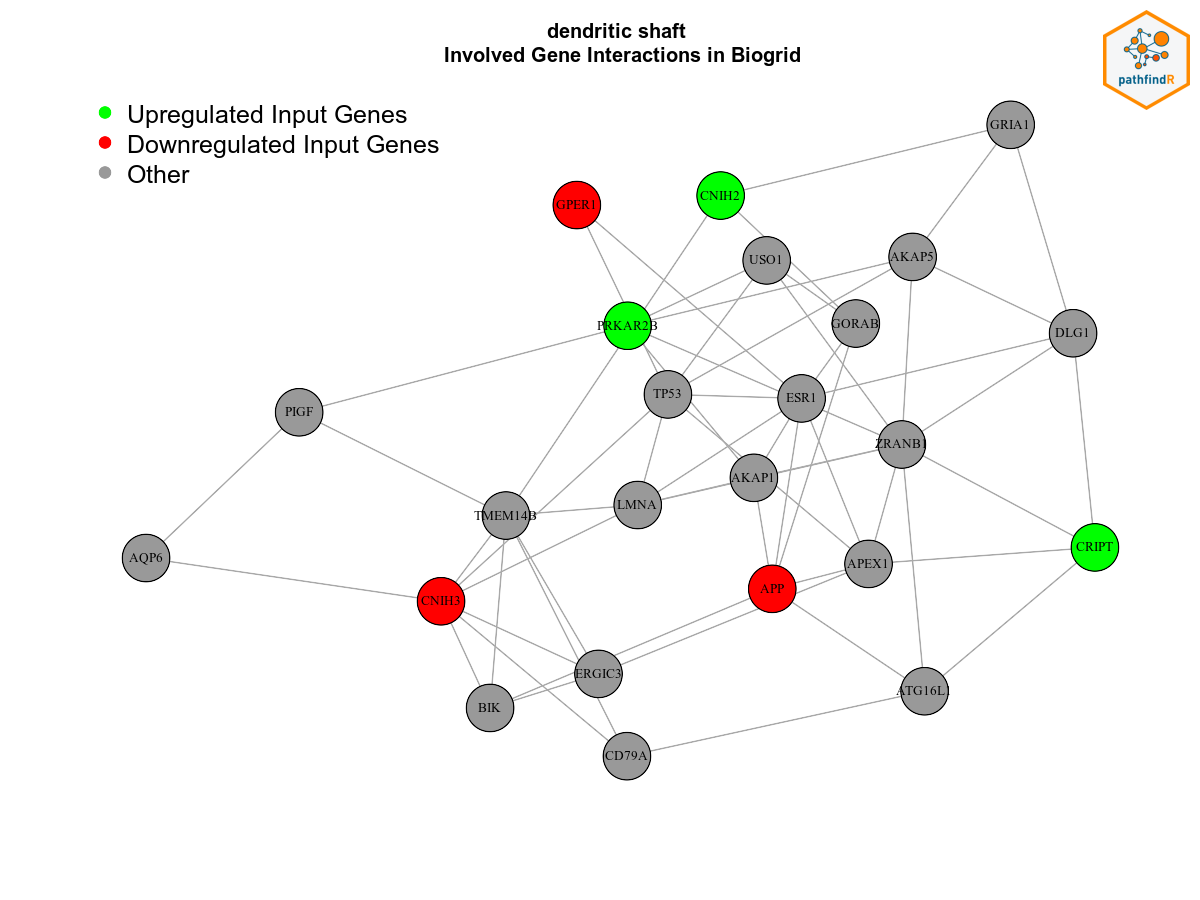 dendritic shaft
Involved Gene Interactions in Biogrid
pathfindR
Upregulated Input Genes
Downregulated Input Genes
Other
GRIA1
CNIH2
GPER1
USO1
AKAP5
GORAB
PRKAR2B
DLG1
TP53
ESR1
PIGF
ZRANB1
AKAP1
LMNA
TMEM14B
CRIPT
AQP6
APEX1
APP
CNIH3
ERGIC3
ATG16L1
BIK
CD79A